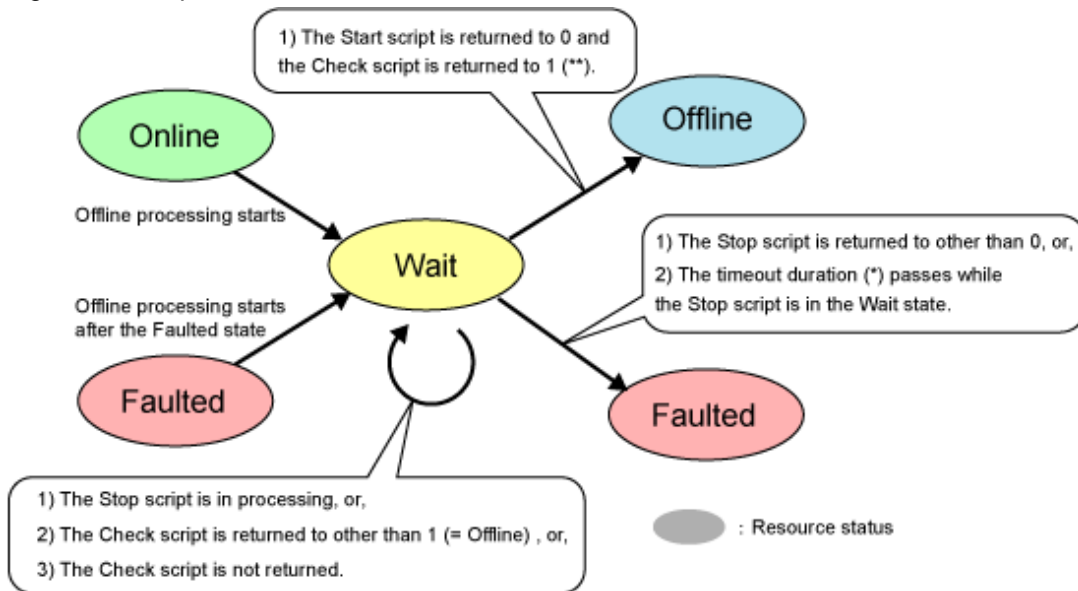 1) The Start script is returned to 0 and
the Check script is returned to 1 (**).
Online
Offline
Offline processing starts
Wait
1) The Stop script is returned to other than 0, or,
2) The timeout duration (*) passes while
the Stop script is in the Wait state.
Offline processing starts
after the Faulted state
Faulted
Faulted
1) The Stop script is in processing, or,
2) The Check script is returned to other than 1 (= Offline) , or,
3) The Check script is not returned.
: Resource status